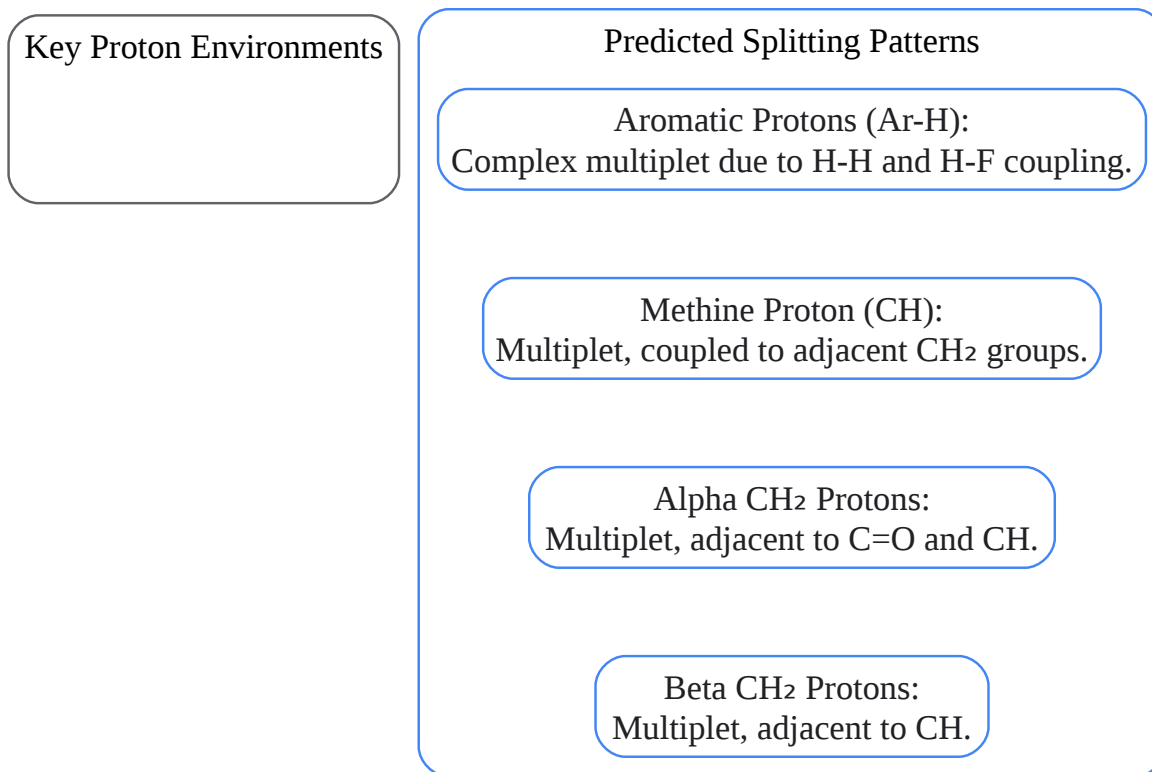 Key Proton Environments
Predicted Splitting Patterns
Aromatic Protons (Ar-H):
Complex multiplet due to H-H and H-F coupling.
Methine Proton (CH):
Multiplet, coupled to adjacent CH₂ groups.
Alpha CH₂ Protons:
Multiplet, adjacent to C=O and CH.
Beta CH₂ Protons:
Multiplet, adjacent to CH.